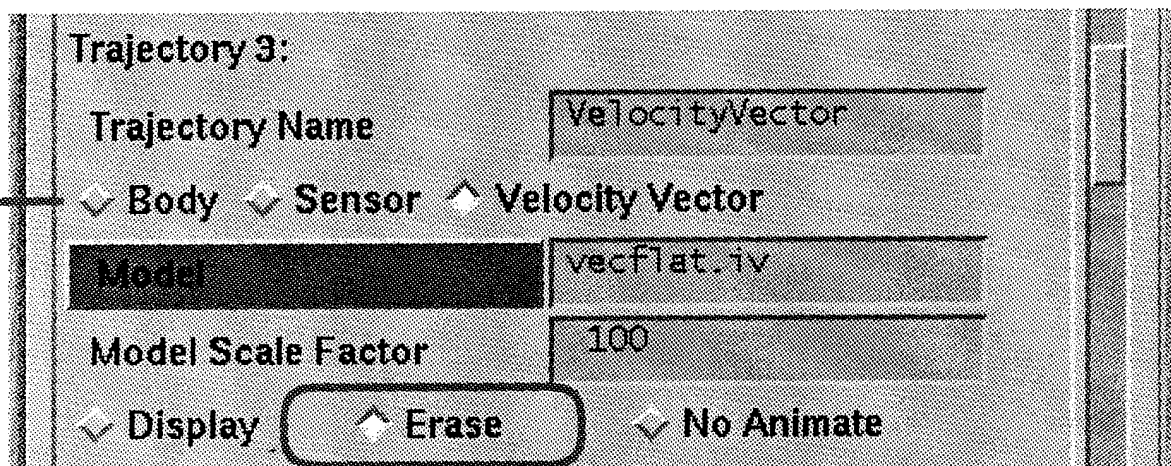 Trajectory 3:
Trajectory Name VelocityVector
Body Sensor Velocity Vector
Model vecflat.iv
Model Scale Factor 100
Display Erase No Animate